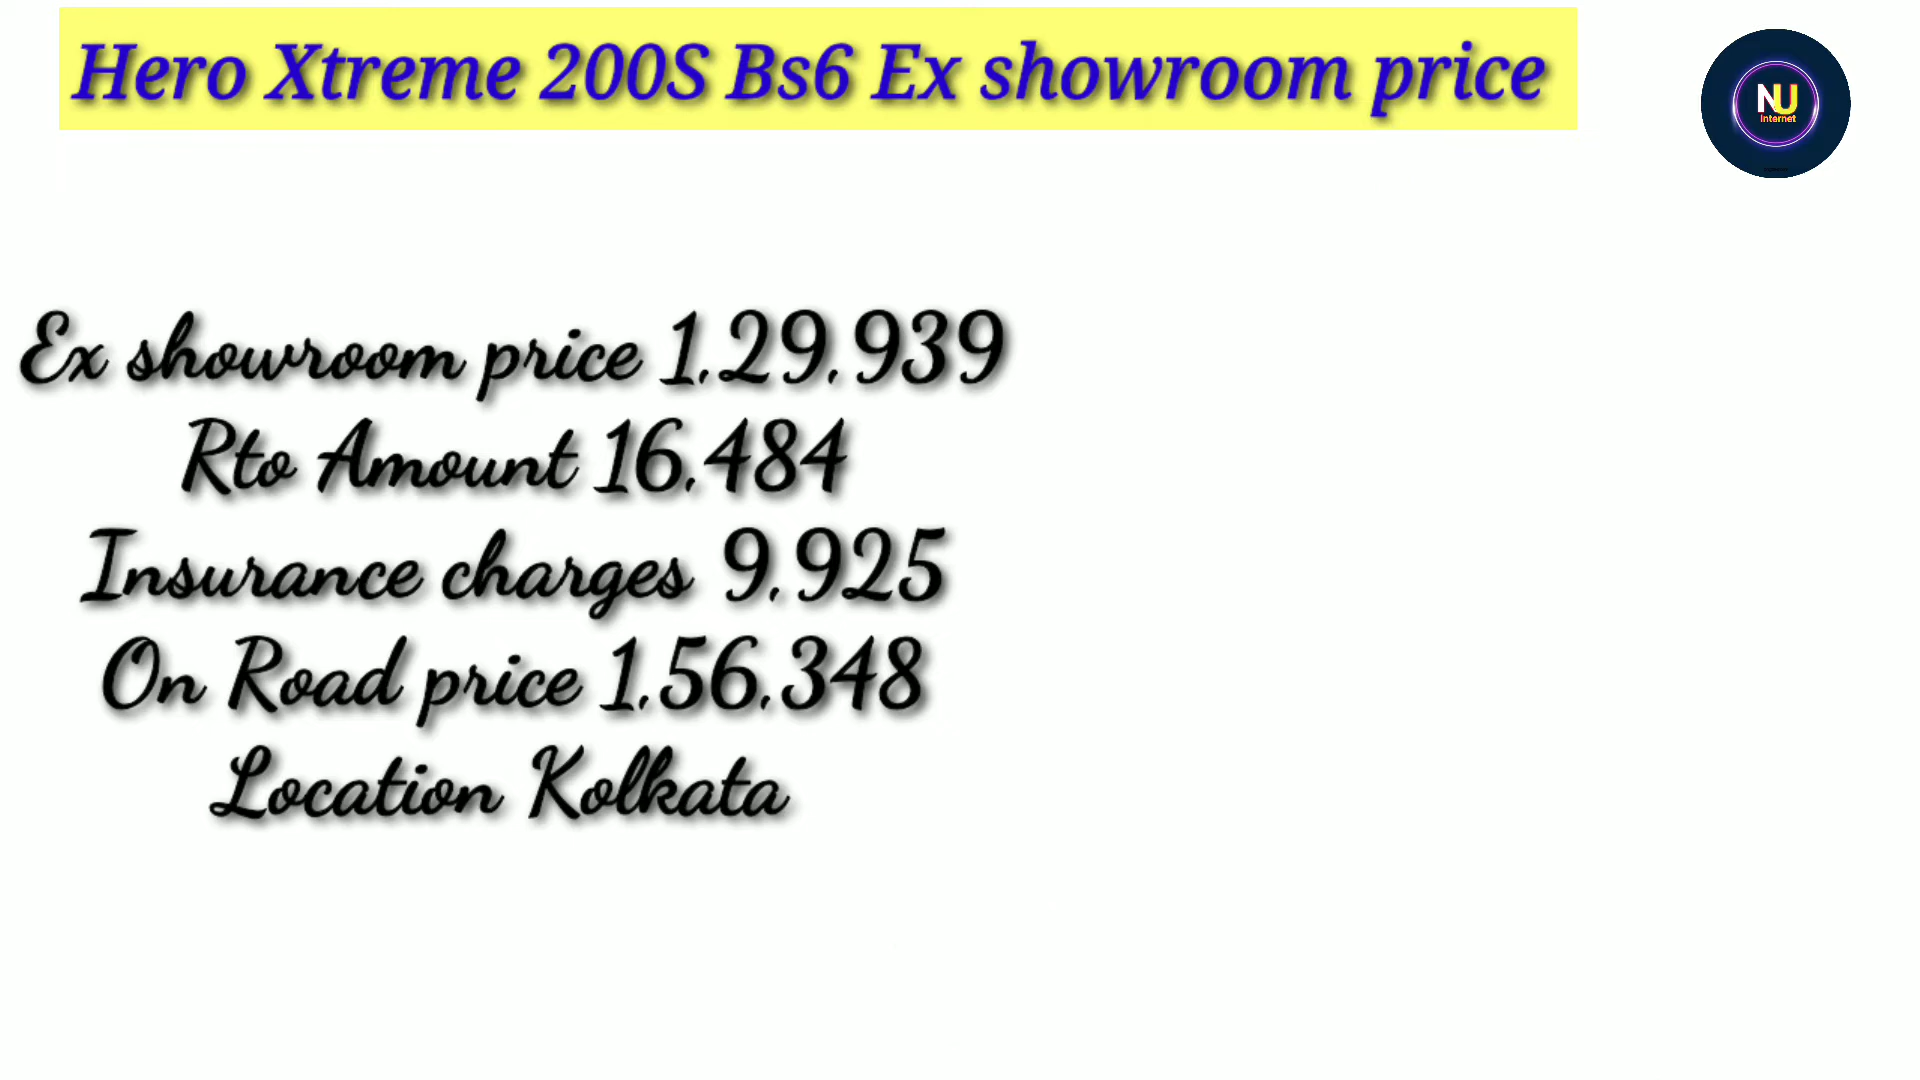 Hero Xtreme 200S Bs6 Ex showroom price
NU
Internet
Ex showroom price 1,29,939
Rto Amount 16,484
Insurance charges 9,925
On Road price 1,56,348
Location Kolkata